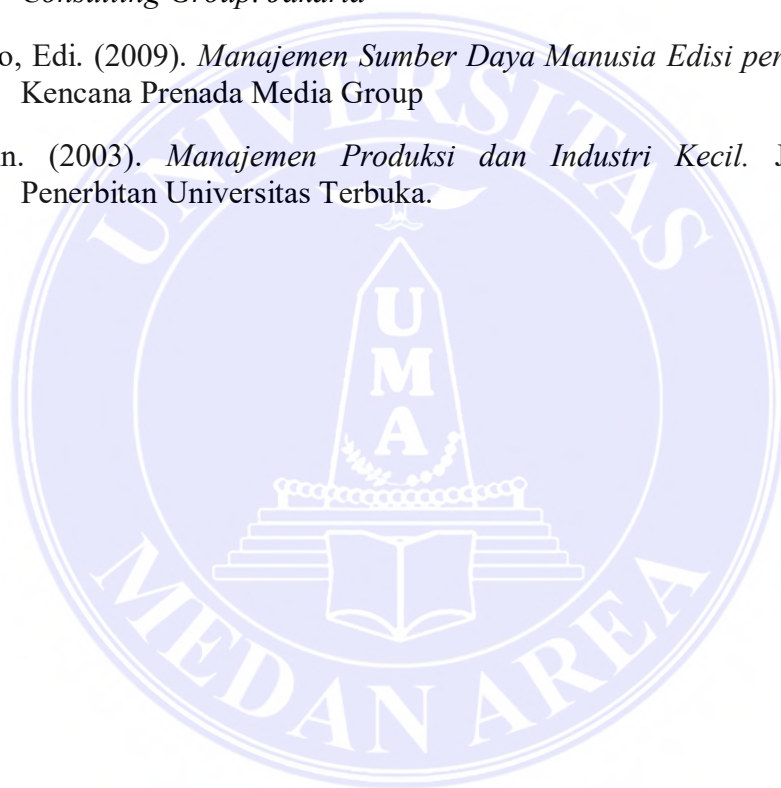 Consulting Group. Jakarta
o, Edi. (2009). Manajemen Sumber Daya Manusia Edisi per
Kencana Prenada Media Group
n. (2003). Manajemen Produksi dan Industri Kecil. J
Penerbitan Universitas Terbuka.
UNIVERSITAS
U
M
A
MEDAN AREA